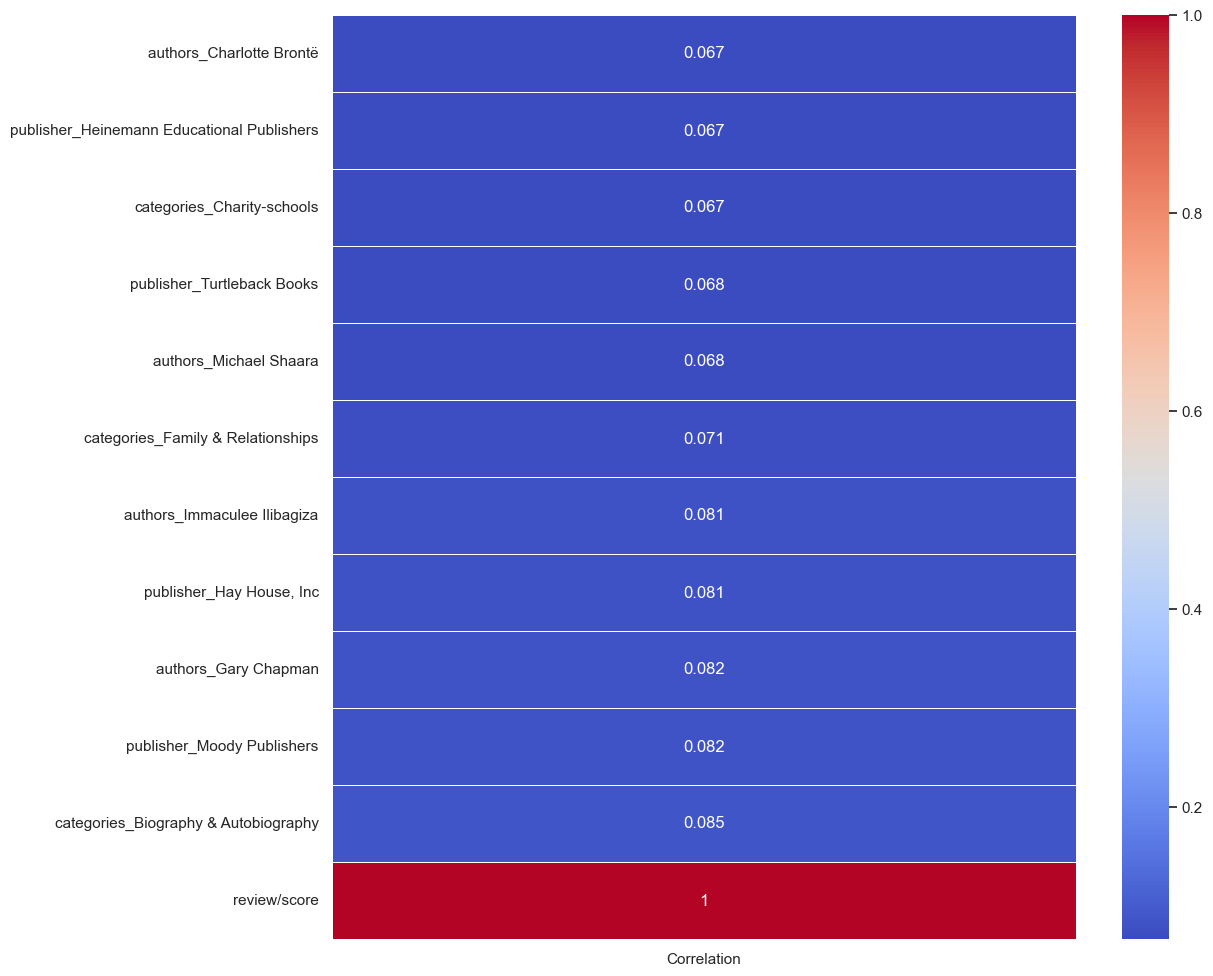 authors_Charlotte Brontë 0.067
publisher_Heinemann Educational Publishers 0.067
categories_Charity-schools 0.067
publisher_Turtleback Books 0.068
authors_Michael Shaara 0.068
categories_Family & Relationships 0.071
authors_Immaculee Ilibagiza 0.081
publisher_Hay House, Inc 0.081
authors_Gary Chapman 0.082
publisher_Moody Publishers 0.082
categories_Biography & Autobiography 0.085
review/score 1
Correlation
1.0
0.8
0.6
0.4
0.2